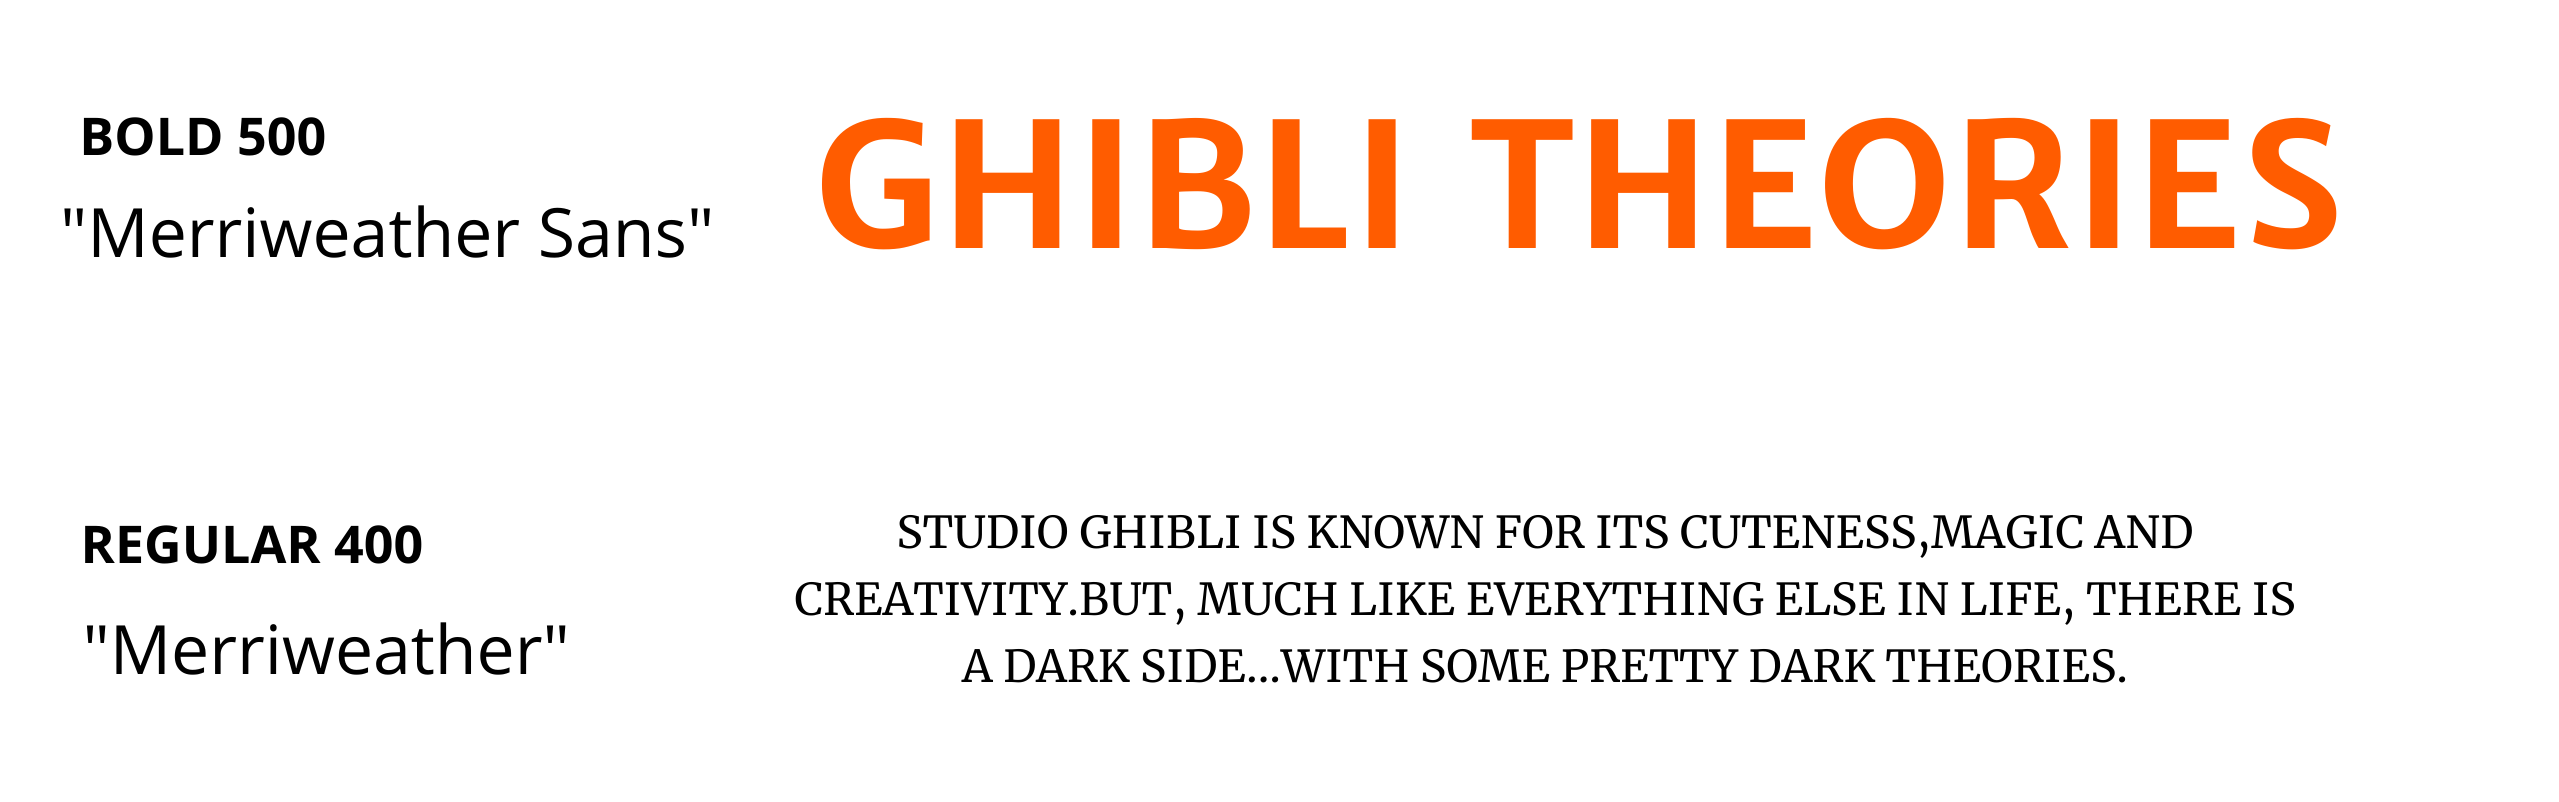 BOLD 500
"Merriweather Sans"
GHIBLI THEORIES
REGULAR 400
"Merriweather"
STUDIO GHIBLI IS KNOWN FOR ITS CUTENESS,MAGIC AND
CREATIVITY.BUT, MUCH LIKE EVERYTHING ELSE IN LIFE, THERE IS
A DARK SIDE...WITH SOME PRETTY DARK THEORIES.